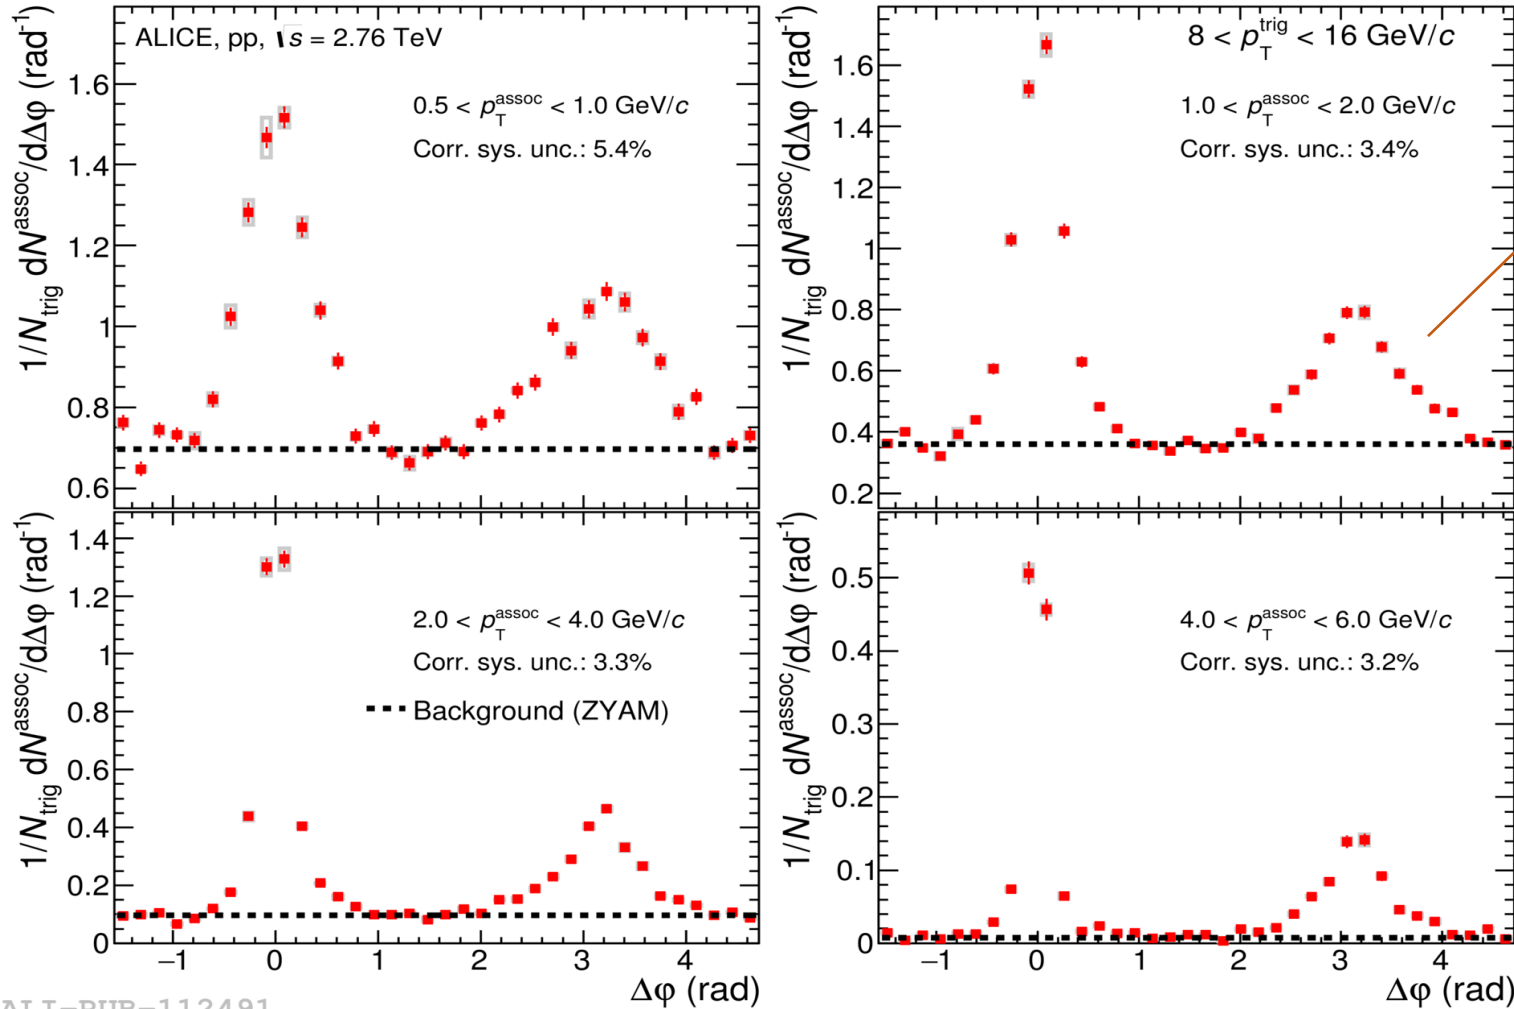 ALICE, pp, √s = 2.76 TeV
0.5 < p_T^assoc < 1.0 GeV/c
Corr. sys. unc.: 5.4%
1/N_trig dN^assoc/dΔφ (rad^-1)
1.6
1.4
1.2
1
0.8
0.6
8 < p_T^trig < 16 GeV/c
1.0 < p_T^assoc < 2.0 GeV/c
Corr. sys. unc.: 3.4%
1/N_trig dN^assoc/dΔφ (rad^-1)
1.6
1.4
1.2
1
0.8
0.6
0.4
0.2
2.0 < p_T^assoc < 4.0 GeV/c
Corr. sys. unc.: 3.3%
Background (ZYAM)
1/N_trig dN^assoc/dΔφ (rad^-1)
1.4
1.2
1
0.8
0.6
0.4
0.2
0
−1 0 1 2 3 4
Δφ (rad)
4.0 < p_T^assoc < 6.0 GeV/c
Corr. sys. unc.: 3.2%
1/N_trig dN^assoc/dΔφ (rad^-1)
0.5
0.4
0.3
0.2
0.1
0
−1 0 1 2 3 4
Δφ (rad)
ALI−PUB−112491